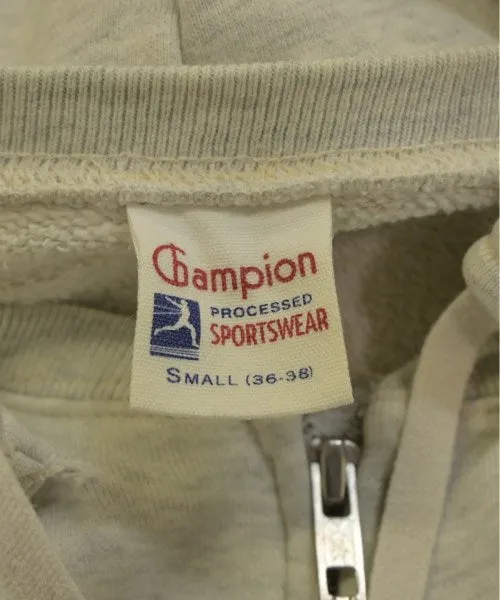 Champion
PROCESSED
SPORTSWEAR
SMALL (36-38)